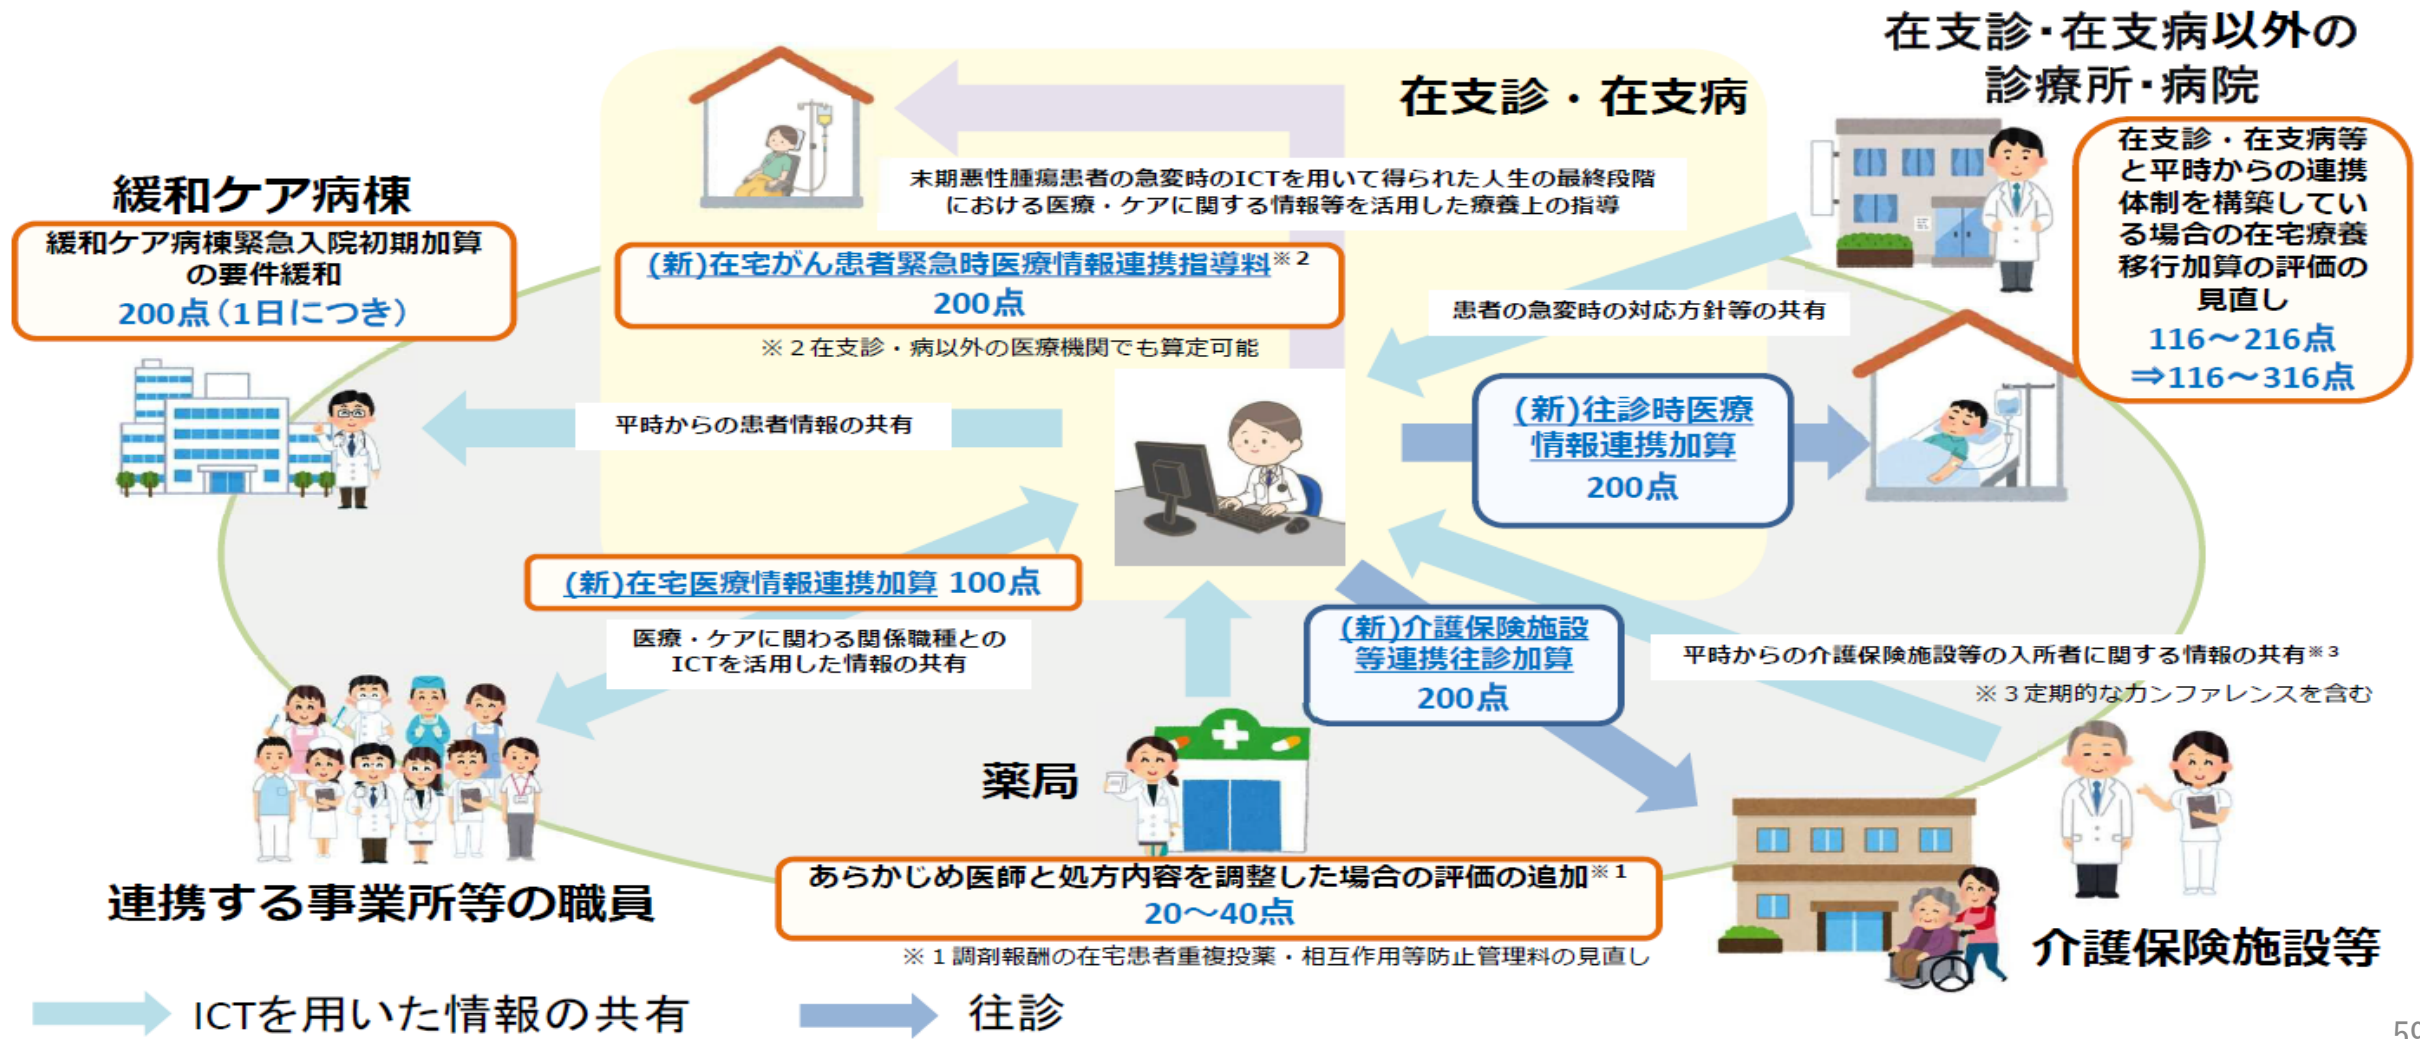 在支診・在支病以外の
診療所・病院
在支診・在支病
在支診・在支病等
と平時からの連携
体制を構築してい
る場合の在宅療養
移行加算の評価の
見直し
116～216点
⇒116～316点
末期悪性腫瘍患者の急変時のICTを用いて得られた人生の最終段階
における医療・ケアに関する情報等を活用した療養上の指導
緩和ケア病棟
緩和ケア病棟緊急入院初期加算
の要件緩和
200点（1日につき）
(新)在宅がん患者緊急時医療情報連携指導料※2
200点
※２在支診・病以外の医療機関でも算定可能
患者の急変時の対応方針等の共有
平時からの患者情報の共有
(新)往診時医療
情報連携加算
200点
(新)在宅医療情報連携加算 100点
医療・ケアに関わる関係職種との
ICTを活用した情報の共有
(新)介護保険施設
等連携往診加算
200点
平時からの介護保険施設等の入所者に関する情報の共有※3
※３定期的なカンファレンスを含む
薬局
あらかじめ医師と処方内容を調整した場合の評価の追加※1
20～40点
※１調剤報酬の在宅患者重複投薬・相互作用等防止管理料の見直し
連携する事業所等の職員
介護保険施設等
ICTを用いた情報の共有
往診
59